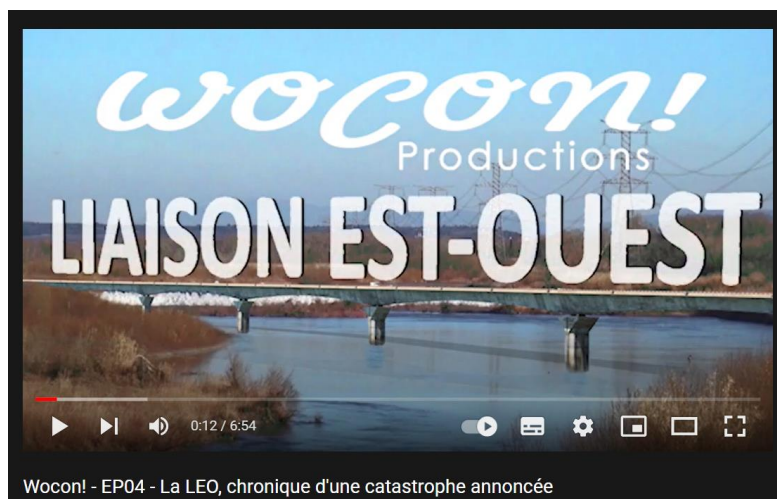 wocon!
Productions
LIAISON EST-OUEST
0:12 / 6:54
Wocon! - EP04 - La LEO, chronique d'une catastrophe annoncée